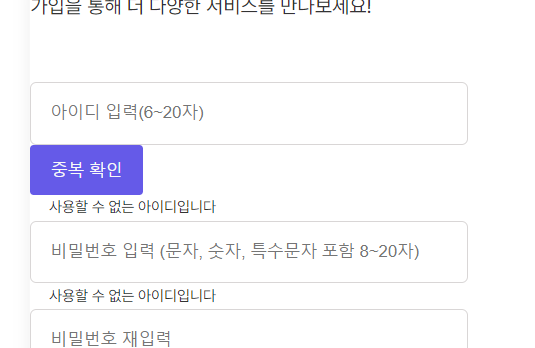 가입을 통해 더 다양한 서비스를 만나보세요!
아이디 입력(6~20자)
중복 확인
사용할 수 없는 아이디입니다
비밀번호 입력 (문자, 숫자, 특수문자 포함 8~20자)
사용할 수 없는 아이디입니다
비밀번호 재입력